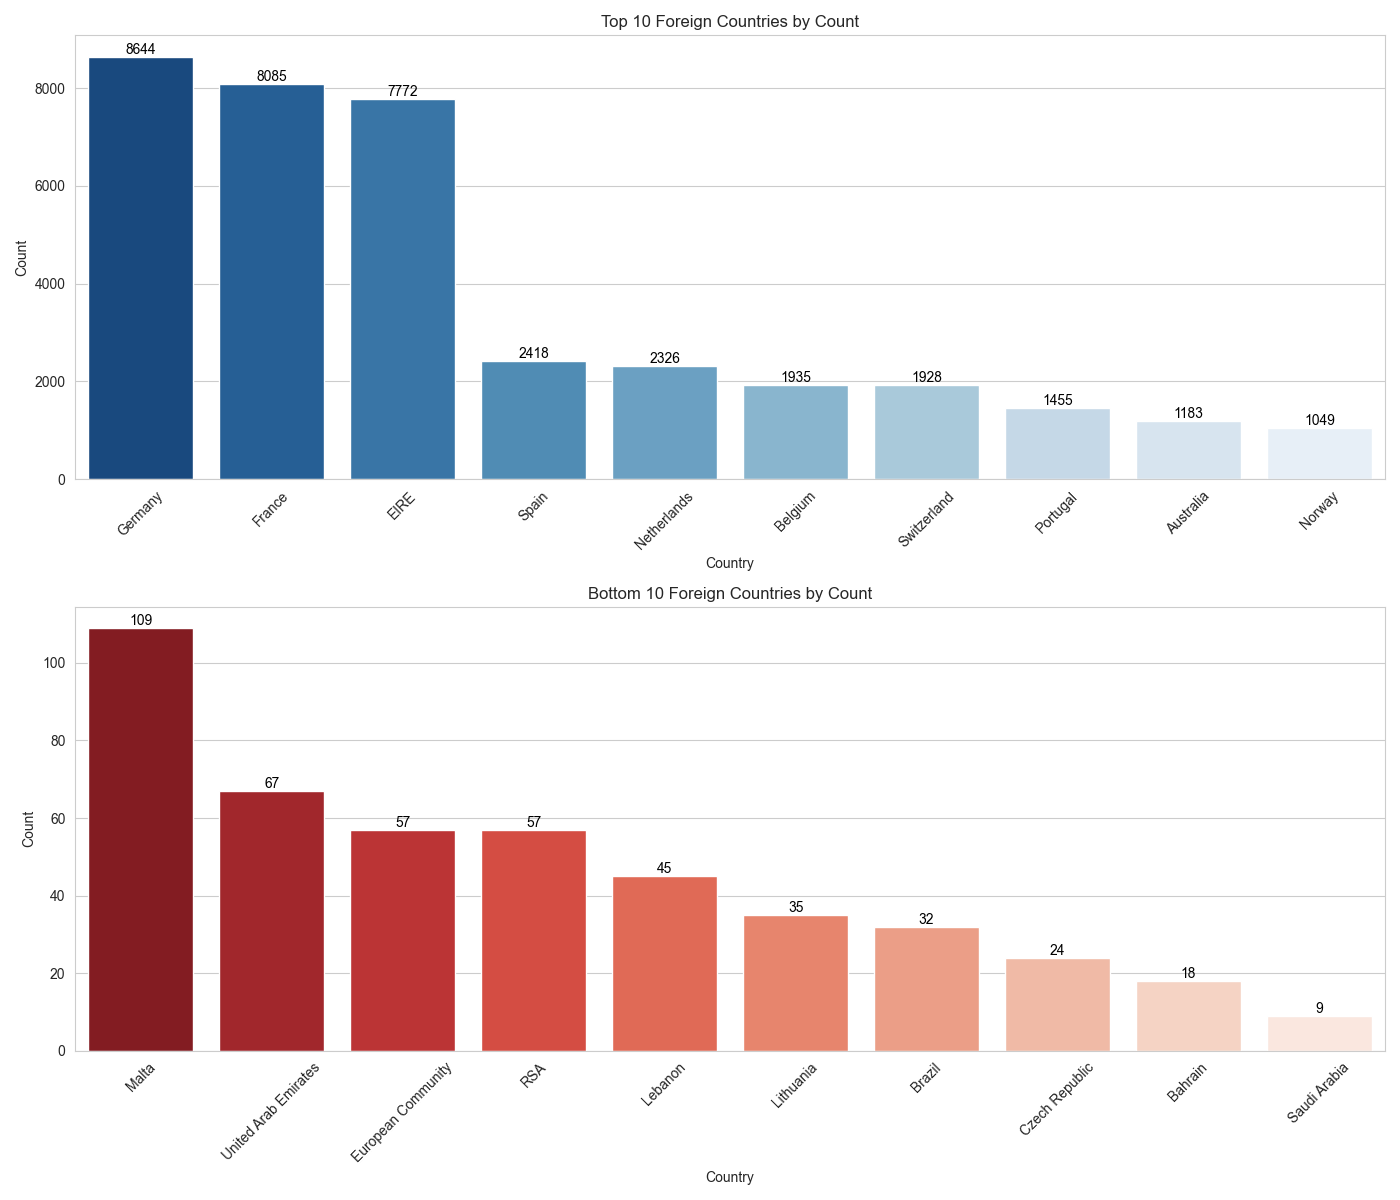 Top 10 Foreign Countries by Count
Count
8000
6000
4000
2000
0
8644
8085
7772
2418
2326
1935
1928
1455
1183
1049
Germany
France
EIRE
Spain
Netherlands
Belgium
Switzerland
Portugal
Australia
Norway
Country
Bottom 10 Foreign Countries by Count
Count
100
80
60
40
20
0
109
67
57
57
45
35
32
24
18
9
Malta
United Arab Emirates
European Community
RSA
Lebanon
Lithuania
Brazil
Czech Republic
Bahrain
Saudi Arabia
Country